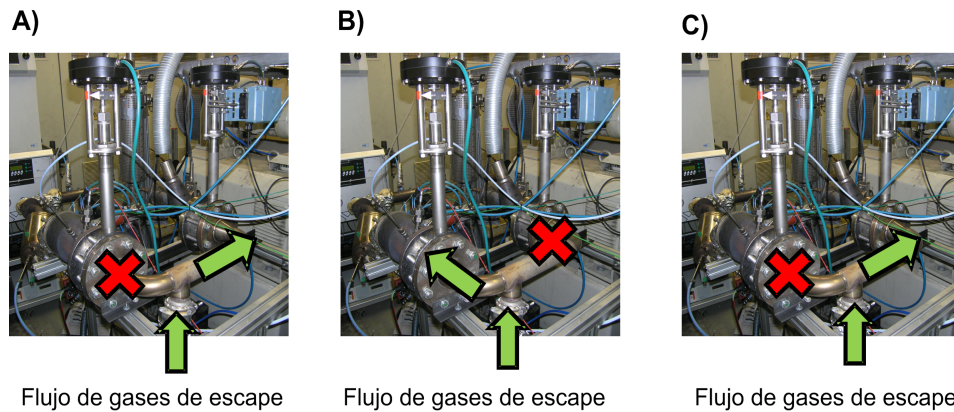 A)
B)
C)
Flujo de gases de escape
Flujo de gases de escape
Flujo de gases de escape